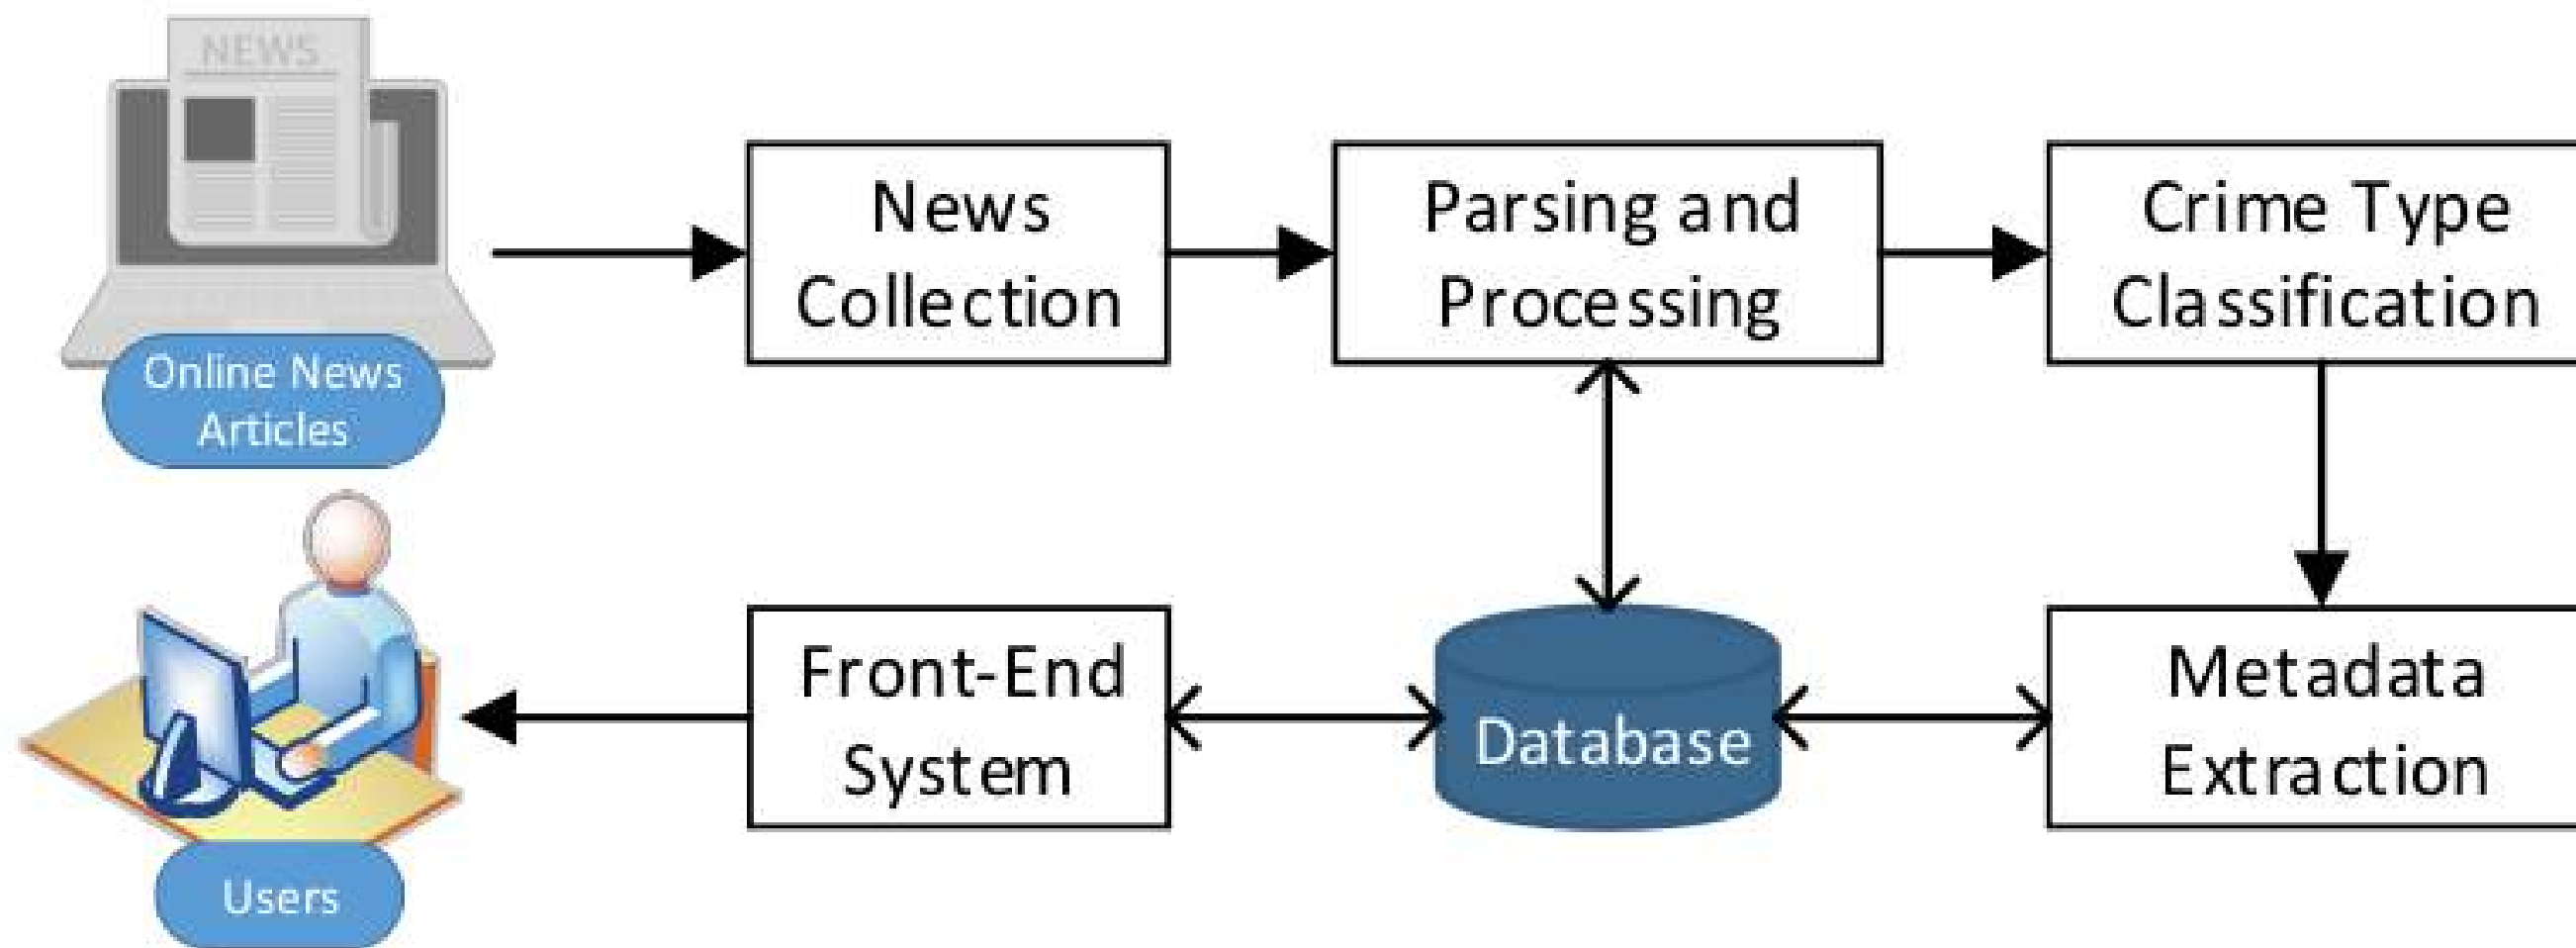 NEWS
Online News
Articles
News
Collection
Parsing and
Processing
Crime Type
Classification
Users
Front-End
System
Database
Metadata
Extraction